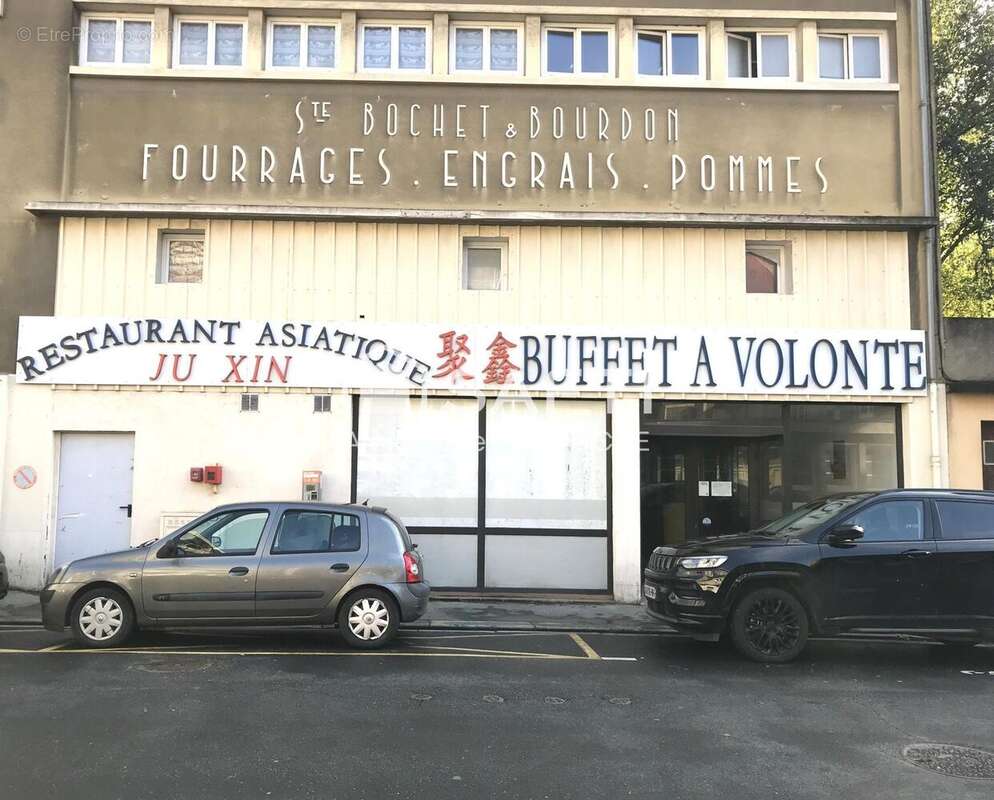 © EtreProprio.com
STE BOCHET & BOURDON
FOURRAGES . ENGRAIS . POMMES
RESTAURANT ASIATIQUE
JU XIN
聚鑫 BUFFET A VOLONTE